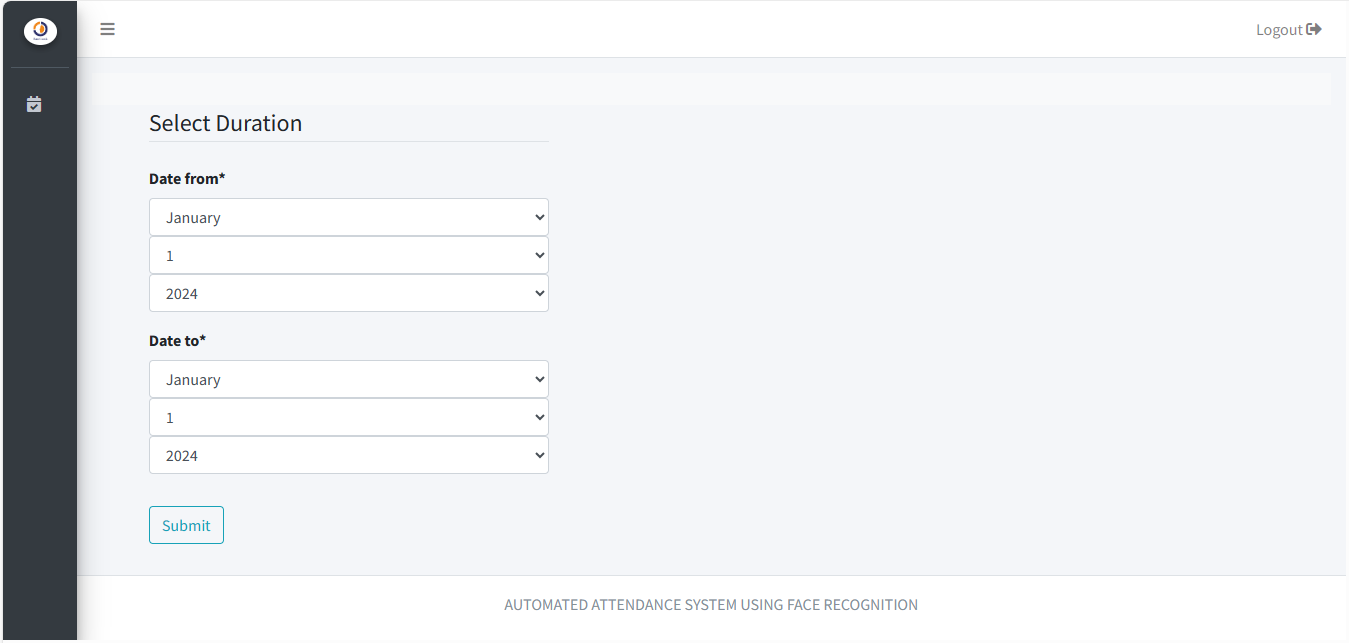 Logout
Select Duration
Date from*
January
1
2024
Date to*
January
1
2024
Submit
AUTOMATED ATTENDANCE SYSTEM USING FACE RECOGNITION